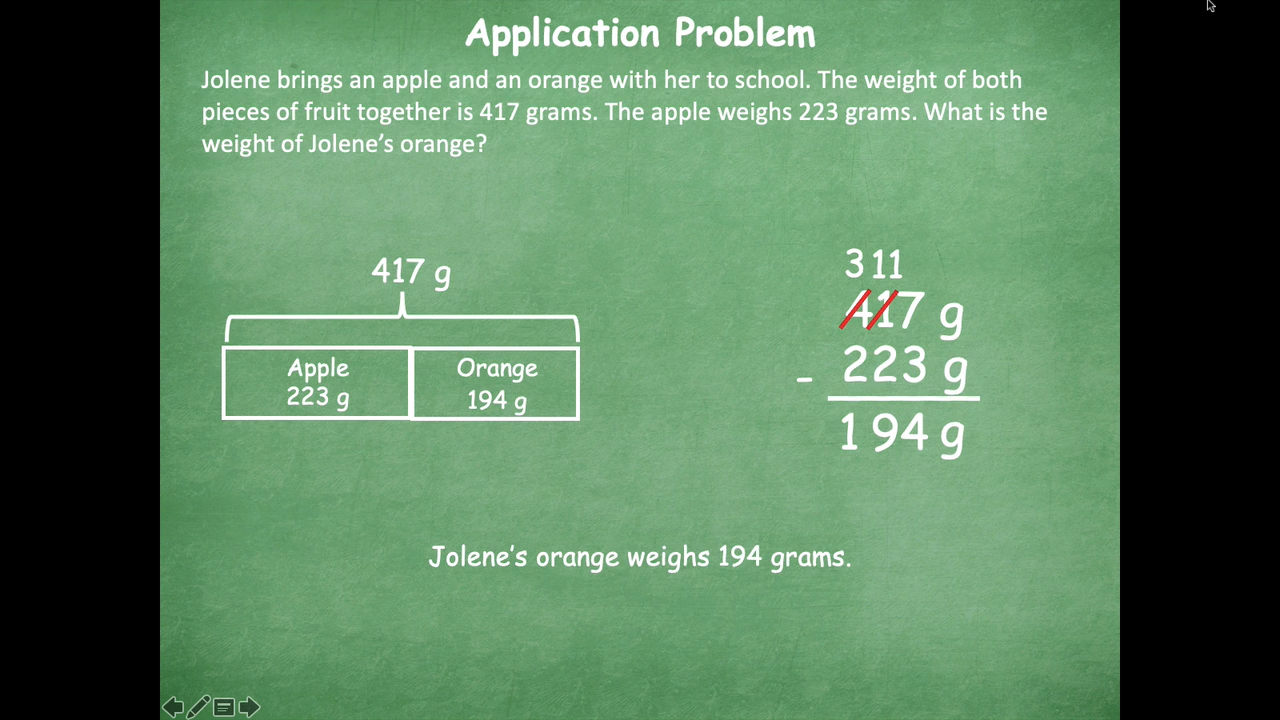 Application Problem
Jolene brings an apple and an orange with her to school. The weight of both
pieces of fruit together is 417 grams. The apple weighs 223 grams. What is the
weight of Jolene’s orange?
417 g
Apple
223 g
Orange
194 g
3 11
417 g
- 223 g
194 g
Jolene’s orange weighs 194 grams.